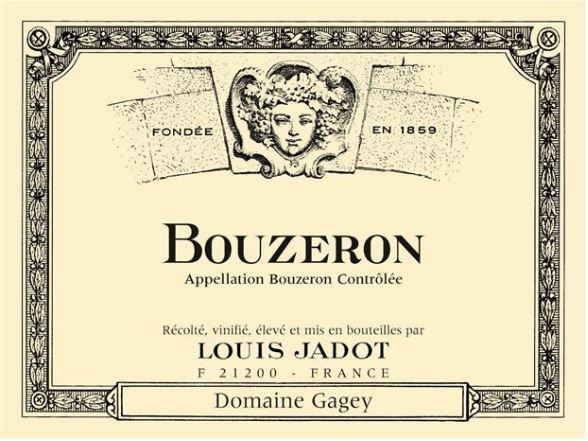 FONDÉE EN 1859
BOUZERON
Appellation Bouzeron Contrôlée
Récolté, vinifié, élevé et mis en bouteilles par
LOUIS JADOT
F 21200 - FRANCE
Domaine Gagey